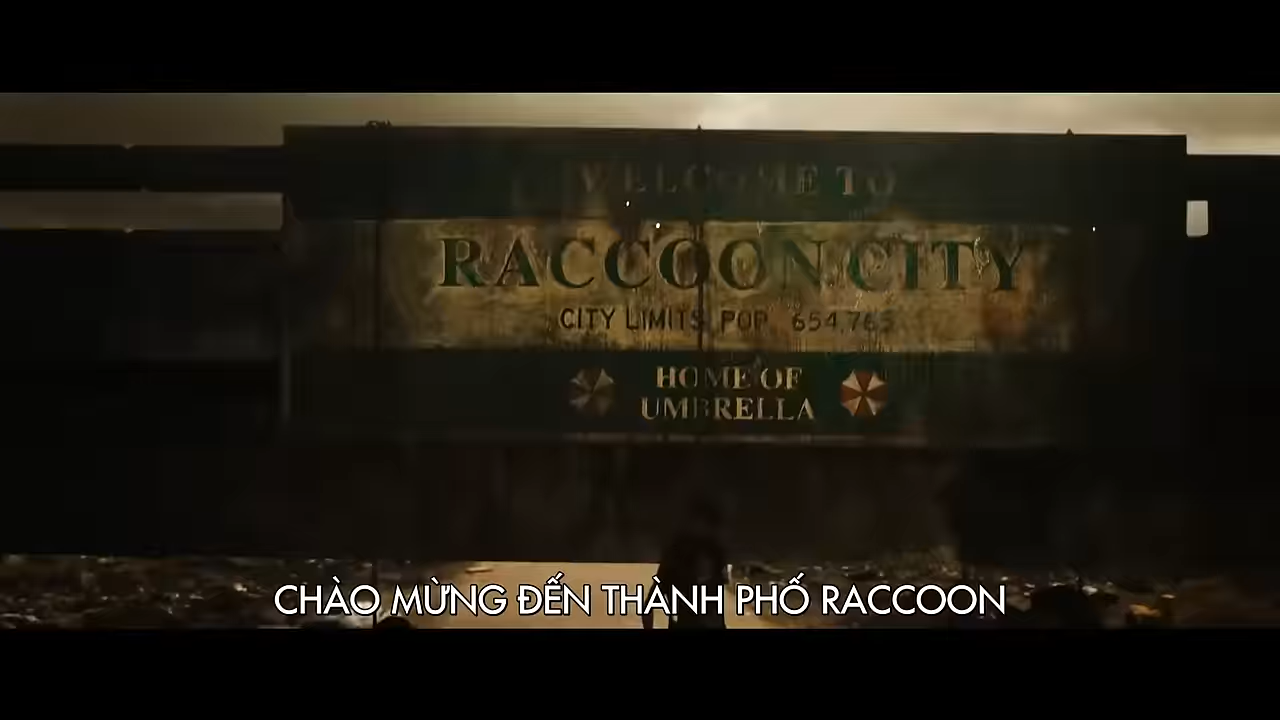 WELCOME TO
RACCOON CITY
CITY LIMITS POP 654,765
HOME OF
UMBRELLA
CHÀO MỪNG ĐẾN THÀNH PHỐ RACCOON